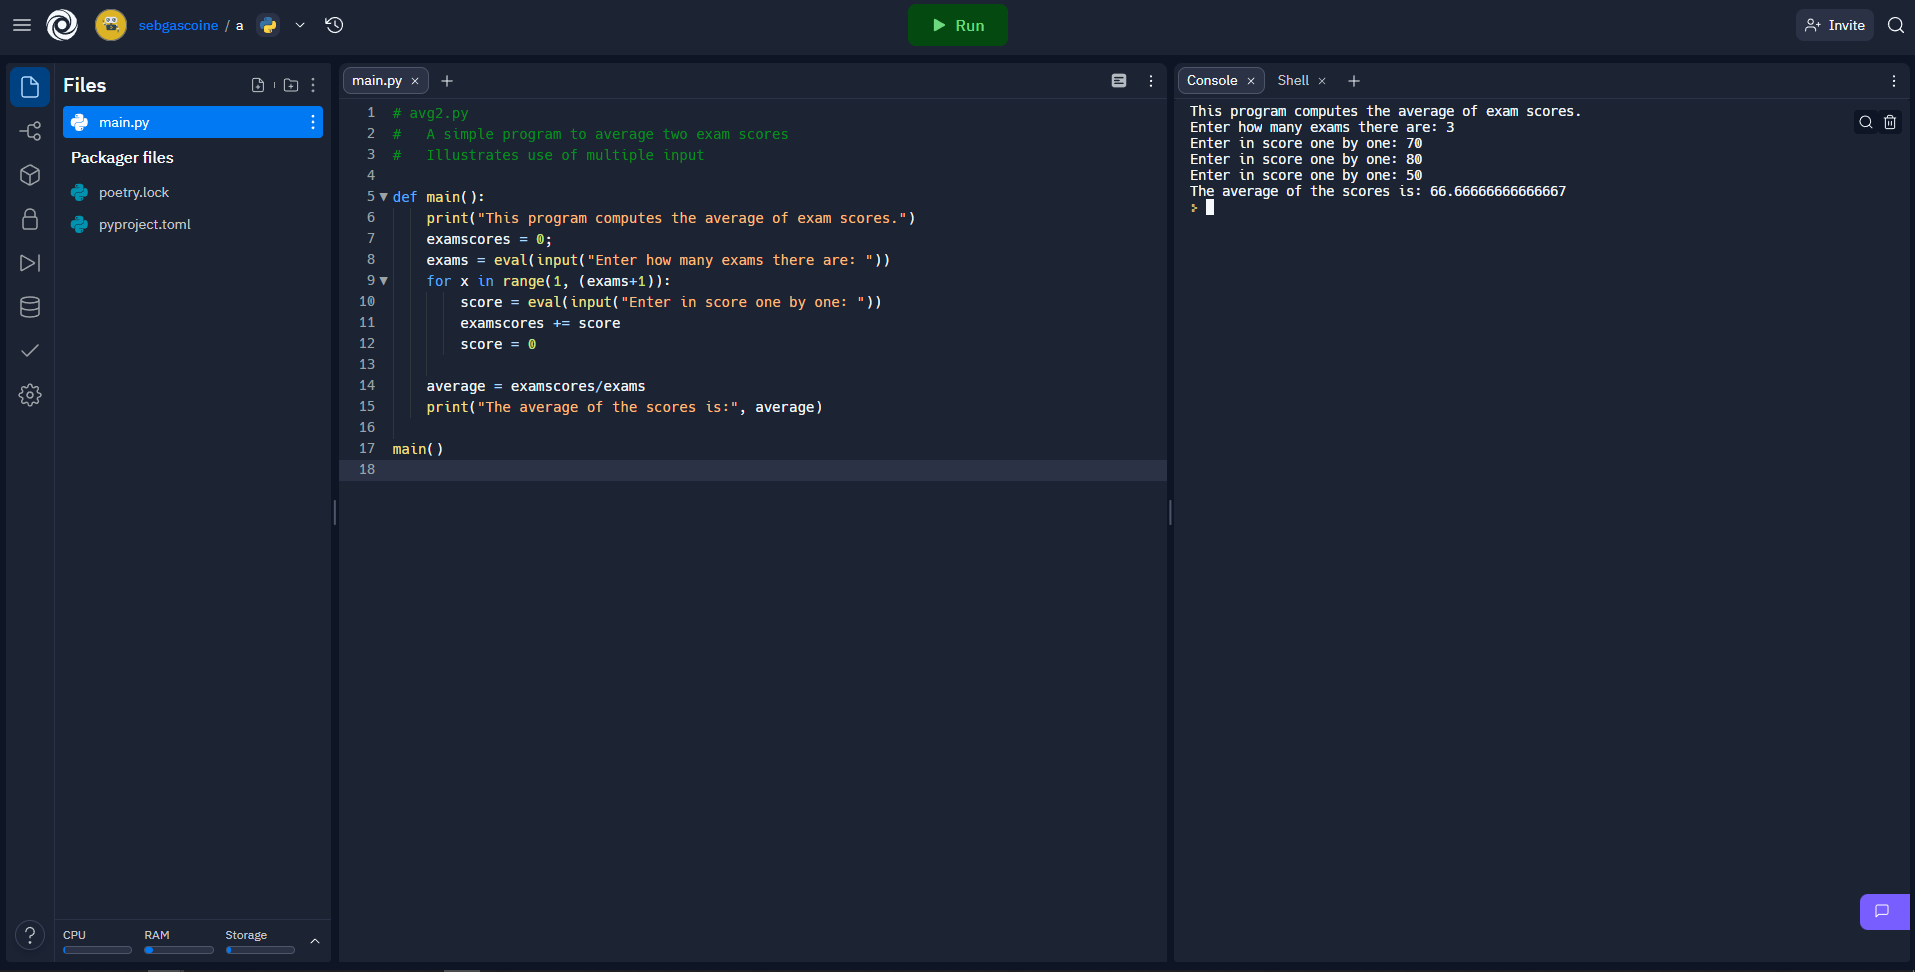 sebgascoine / a
Run
Invite
Files
main.py
Packager files
poetry.lock
pyproject.toml
CPU RAM Storage
?
main.py × +
1 # avg2.py
2 #   A simple program to average two exam scores
3 #   Illustrates use of multiple input
4
5 def main():
6     print("This program computes the average of exam scores.")
7     examscores = 0;
8     exams = eval(input("Enter how many exams there are: "))
9     for x in range(1, (exams+1)):
10         score = eval(input("Enter in score one by one: "))
11         examscores += score
12         score = 0
13
14     average = examscores/exams
15     print("The average of the scores is:", average)
16
17 main()
18
Console × Shell × +
This program computes the average of exam scores.
Enter how many exams there are: 3
Enter in score one by one: 70
Enter in score one by one: 80
Enter in score one by one: 50
The average of the scores is: 66.66666666666667